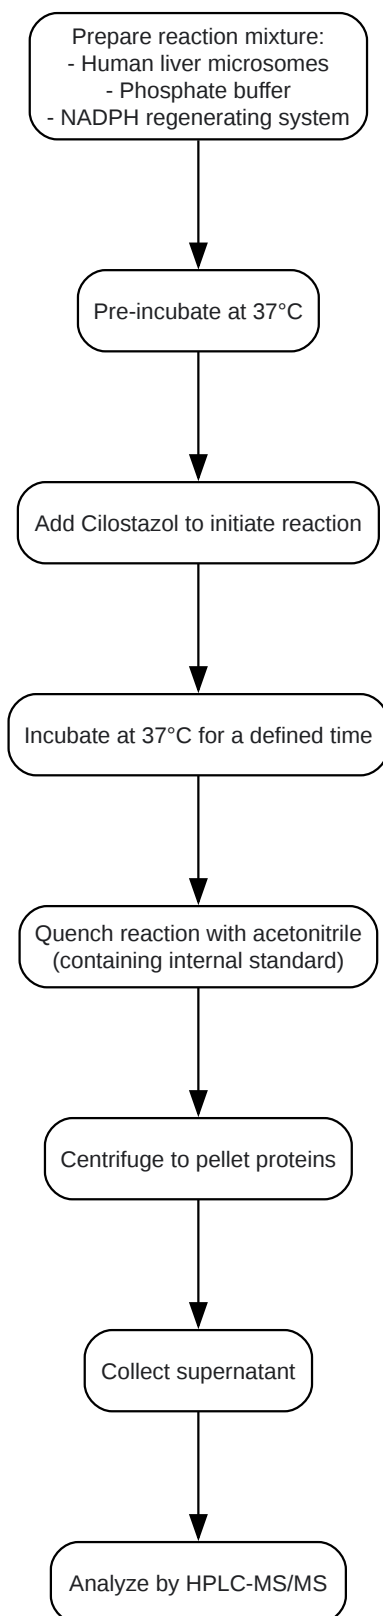 Prepare reaction mixture:
- Human liver microsomes
- Phosphate buffer
- NADPH regenerating system
Pre-incubate at 37°C
Add Cilostazol to initiate reaction
Incubate at 37°C for a defined time
Quench reaction with acetonitrile
(containing internal standard)
Centrifuge to pellet proteins
Collect supernatant
Analyze by HPLC-MS/MS